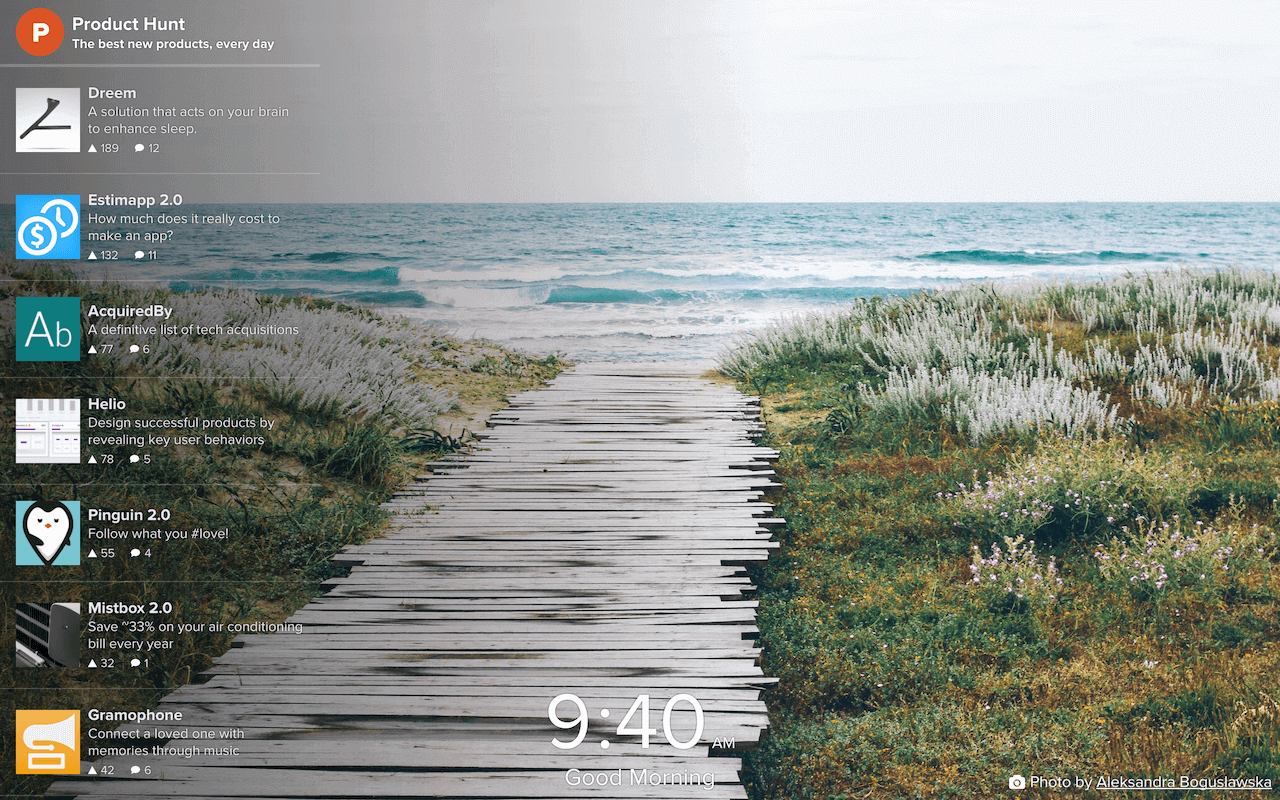 P
Product Hunt
The best new products, every day
Dreem
A solution that acts on your brain
to enhance sleep.
189 12
Estimapp 2.0
How much does it really cost to
make an app?
132 11
Ab
AcquiredBy
A definitive list of tech acquisitions
77 6
Helio
Design successful products by
revealing key user behaviors
78 5
Pinguin 2.0
Follow what you #love!
55 4
Mistbox 2.0
Save ~33% on your air conditioning
bill every year
32 1
Gramophone
Connect a loved one with
memories through music
42 6
9:40 AM
Good Morning
Photo by Aleksandra Boguslawska